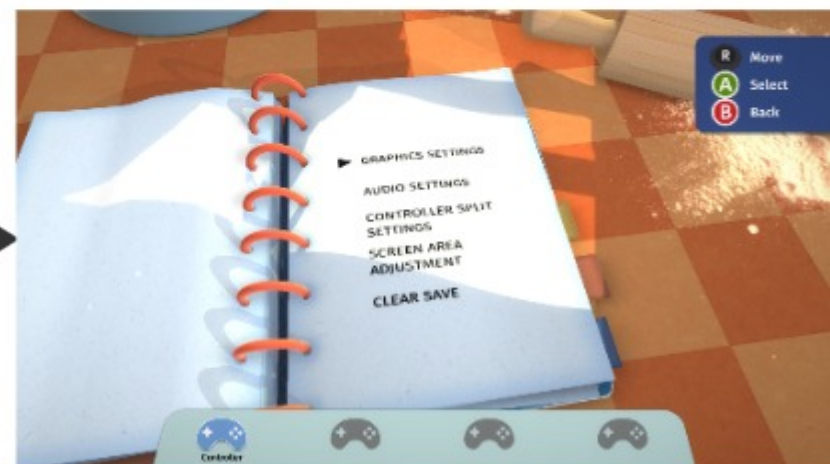 R Move
A Select
B Back
GRAPHICS SETTINGS
AUDIO SETTINGS
CONTROLLER SPLIT
SETTINGS
SCREEN AREA
ADJUSTMENT
CLEAR SAVE
Controller